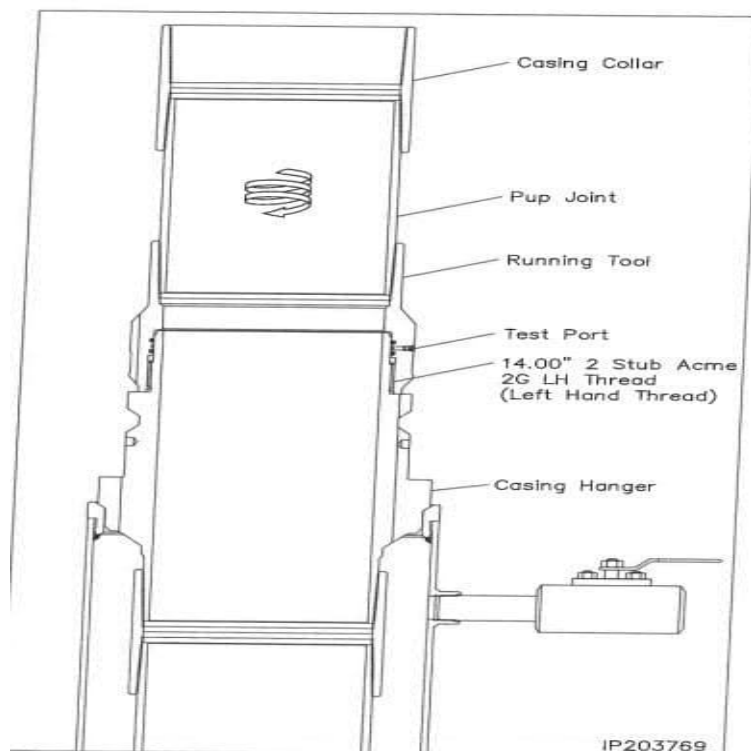 Casing Collar
Pup Joint
Running Tool
Test Port
14.00" 2 Stub Acme
2G LH Thread
(Left Hand Thread)
Casing Hanger
IP203769